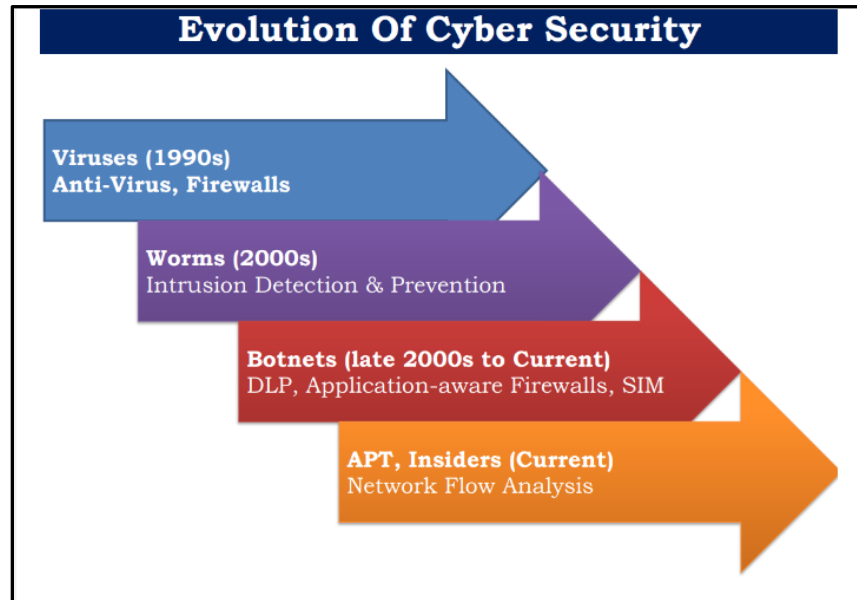 Evolution Of Cyber Security
Viruses (1990s)
Anti-Virus, Firewalls
Worms (2000s)
Intrusion Detection & Prevention
Botnets (late 2000s to Current)
DLP, Application-aware Firewalls, SIM
APT, Insiders (Current)
Network Flow Analysis